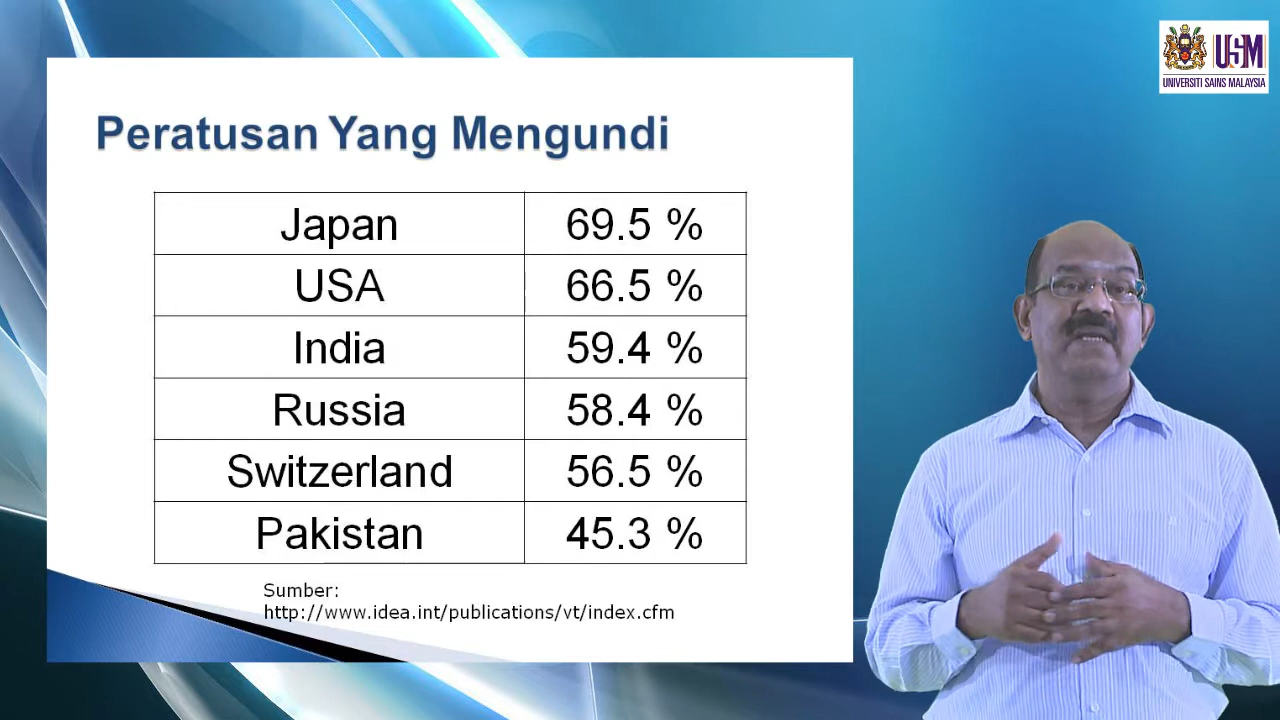 Peratusan Yang Mengundi
Japan 69.5 %
USA 66.5 %
India 59.4 %
Russia 58.4 %
Switzerland 56.5 %
Pakistan 45.3 %
Sumber:
http://www.idea.int/publications/vt/index.cfm
USM
UNIVERSITI SAINS MALAYSIA